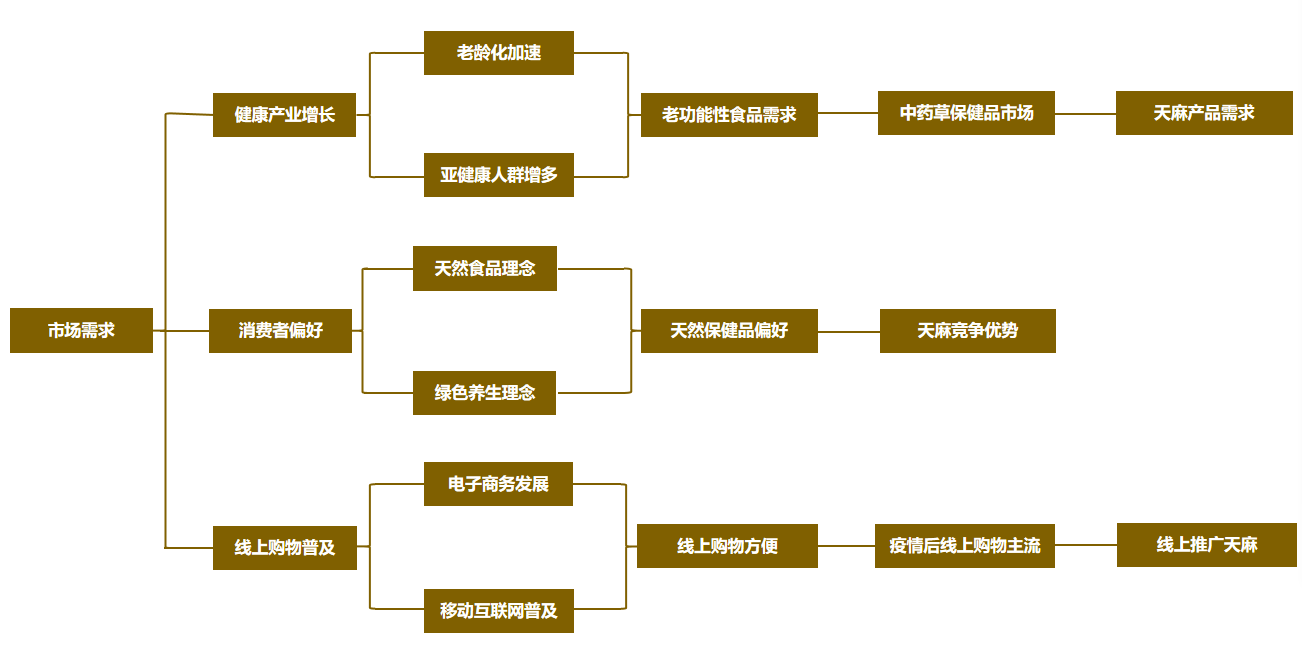 市场需求
健康产业增长
老龄化加速
亚健康人群增多
老功能性食品需求
中药草保健品市场
天麻产品需求
消费者偏好
天然食品理念
绿色养生理念
天然保健品偏好
天麻竞争优势
线上购物普及
电子商务发展
移动互联网普及
线上购物方便
疫情后线上购物主流
线上推广天麻